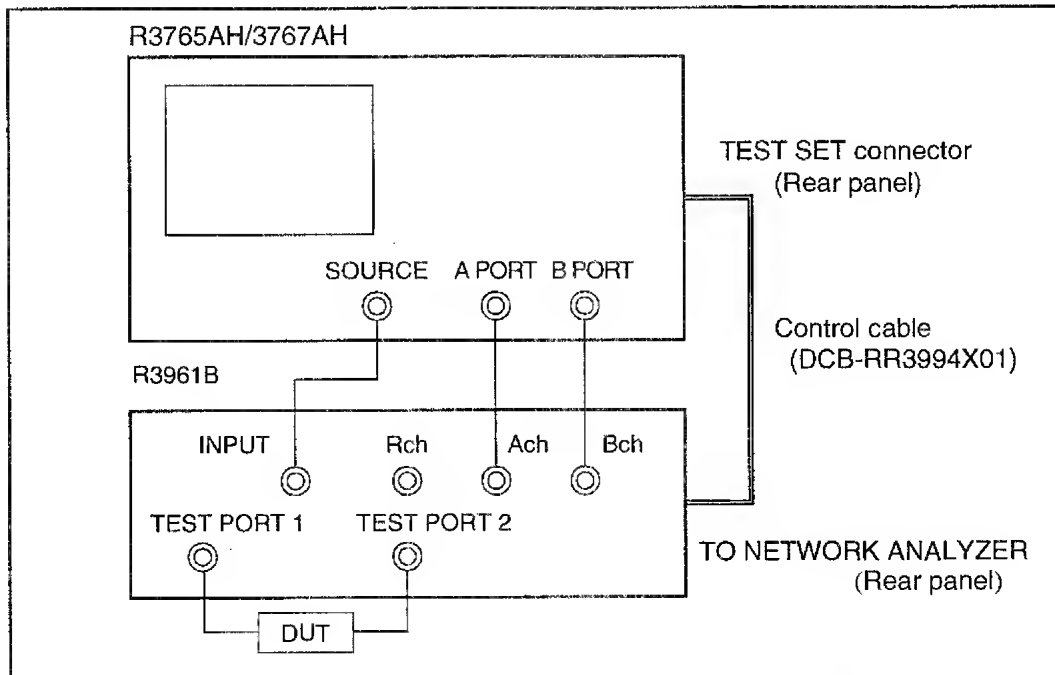 R3765AH/3767AH
TEST SET connector
(Rear panel)
SOURCE A PORT B PORT
Control cable
(DCB-RR3994X01)
R3961B
INPUT Rch Ach Bch
TEST PORT 1 TEST PORT 2
TO NETWORK ANALYZER
(Rear panel)
DUT